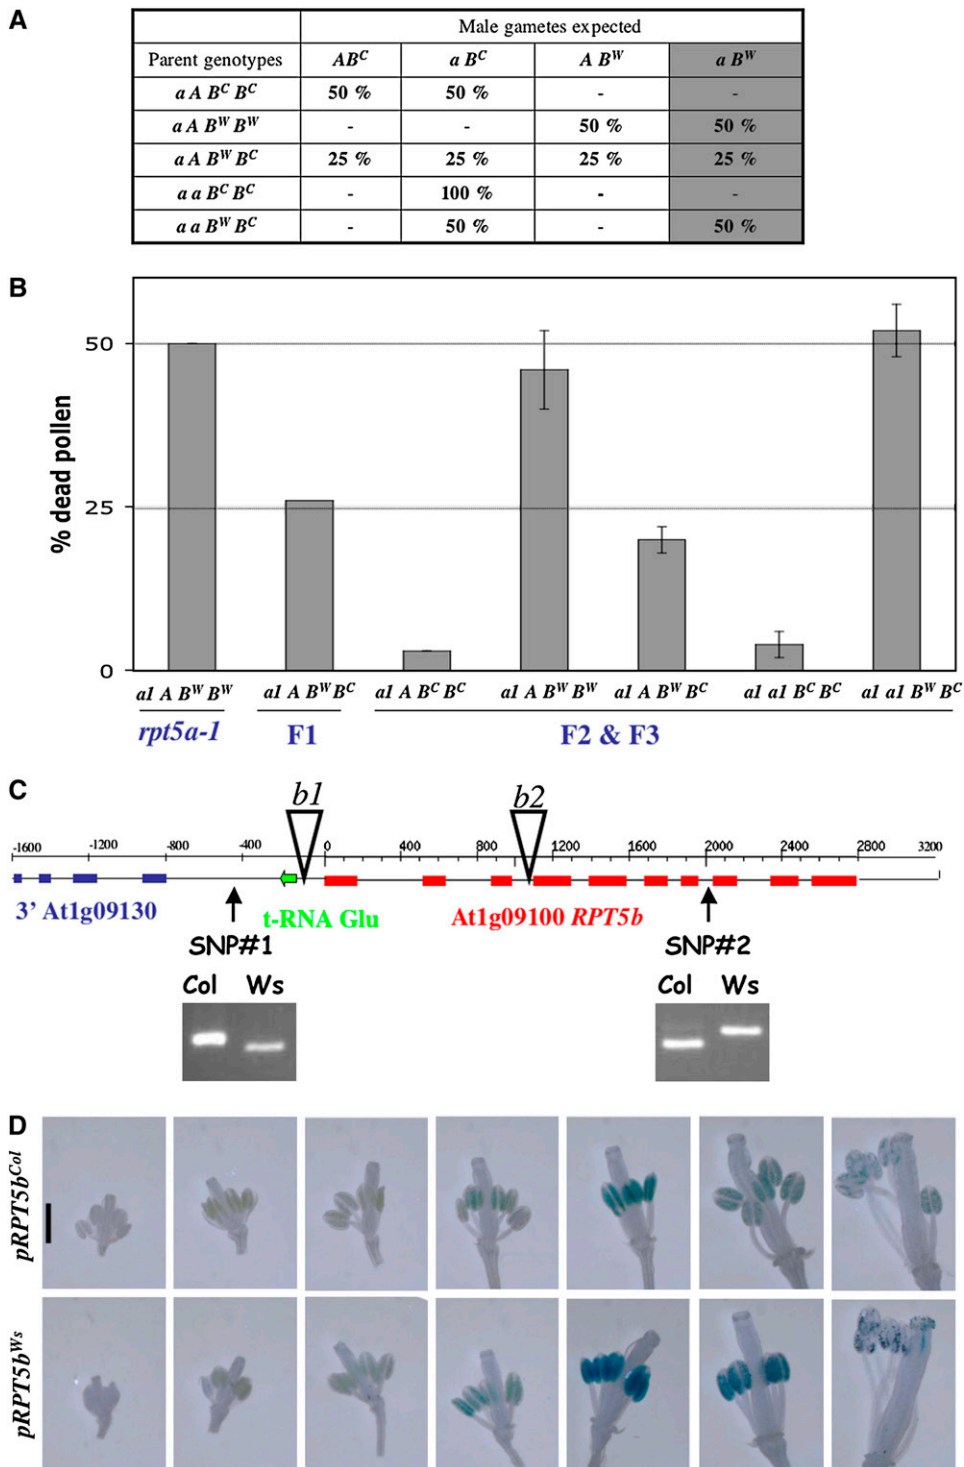 A
Male gametes expected
Parent genotypes AB^C a B^C A B^W a B^W
a A B^C B^C 50 % 50 % - -
a A B^W B^W - - 50 % 50 %
a A B^W B^C 25 % 25 % 25 % 25 %
a a B^C B^C - 100 % - -
a a B^W B^C - 50 % - 50 %
B
% dead pollen
50
25
0
a1 A B^W B^W a1 A B^W B^C a1 A B^C B^C a1 A B^W B^W a1 A B^W B^C a1 a1 B^C B^C a1 a1 B^W B^C
rpt5a-1 F1 F2 & F3
C
b1 b2
-1600 -1200 -800 -400 0 400 800 1200 1600 2000 2400 2800 3200
3' At1g09130 t-RNA Glu At1g09100 RPT5b
SNP#1 SNP#2
Col Ws Col Ws
D
pRPT5b^Col
pRPT5b^Ws